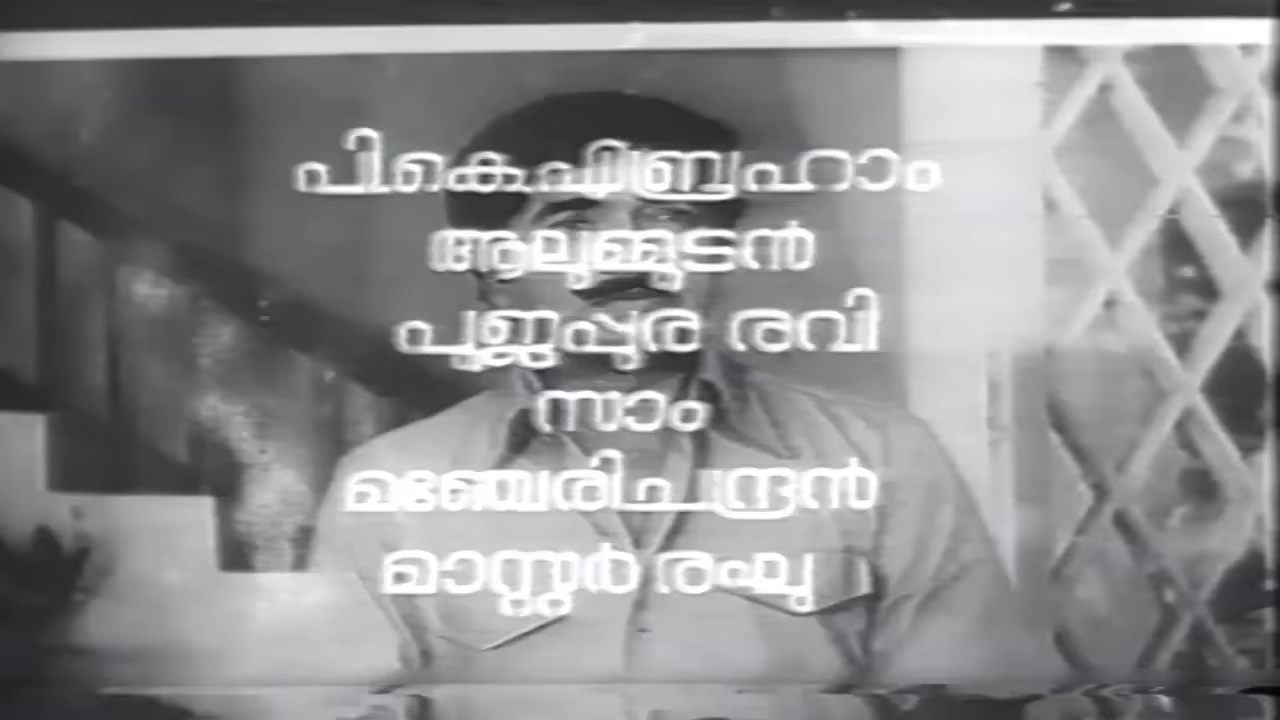 പി.കെ.എബ്രഹാം
ആലുമ്മൂടൻ
പൂജപ്പുര രവി
സാം
മഞ്ചേരിചന്ദ്രൻ
മാസ്റ്റർ രഘു